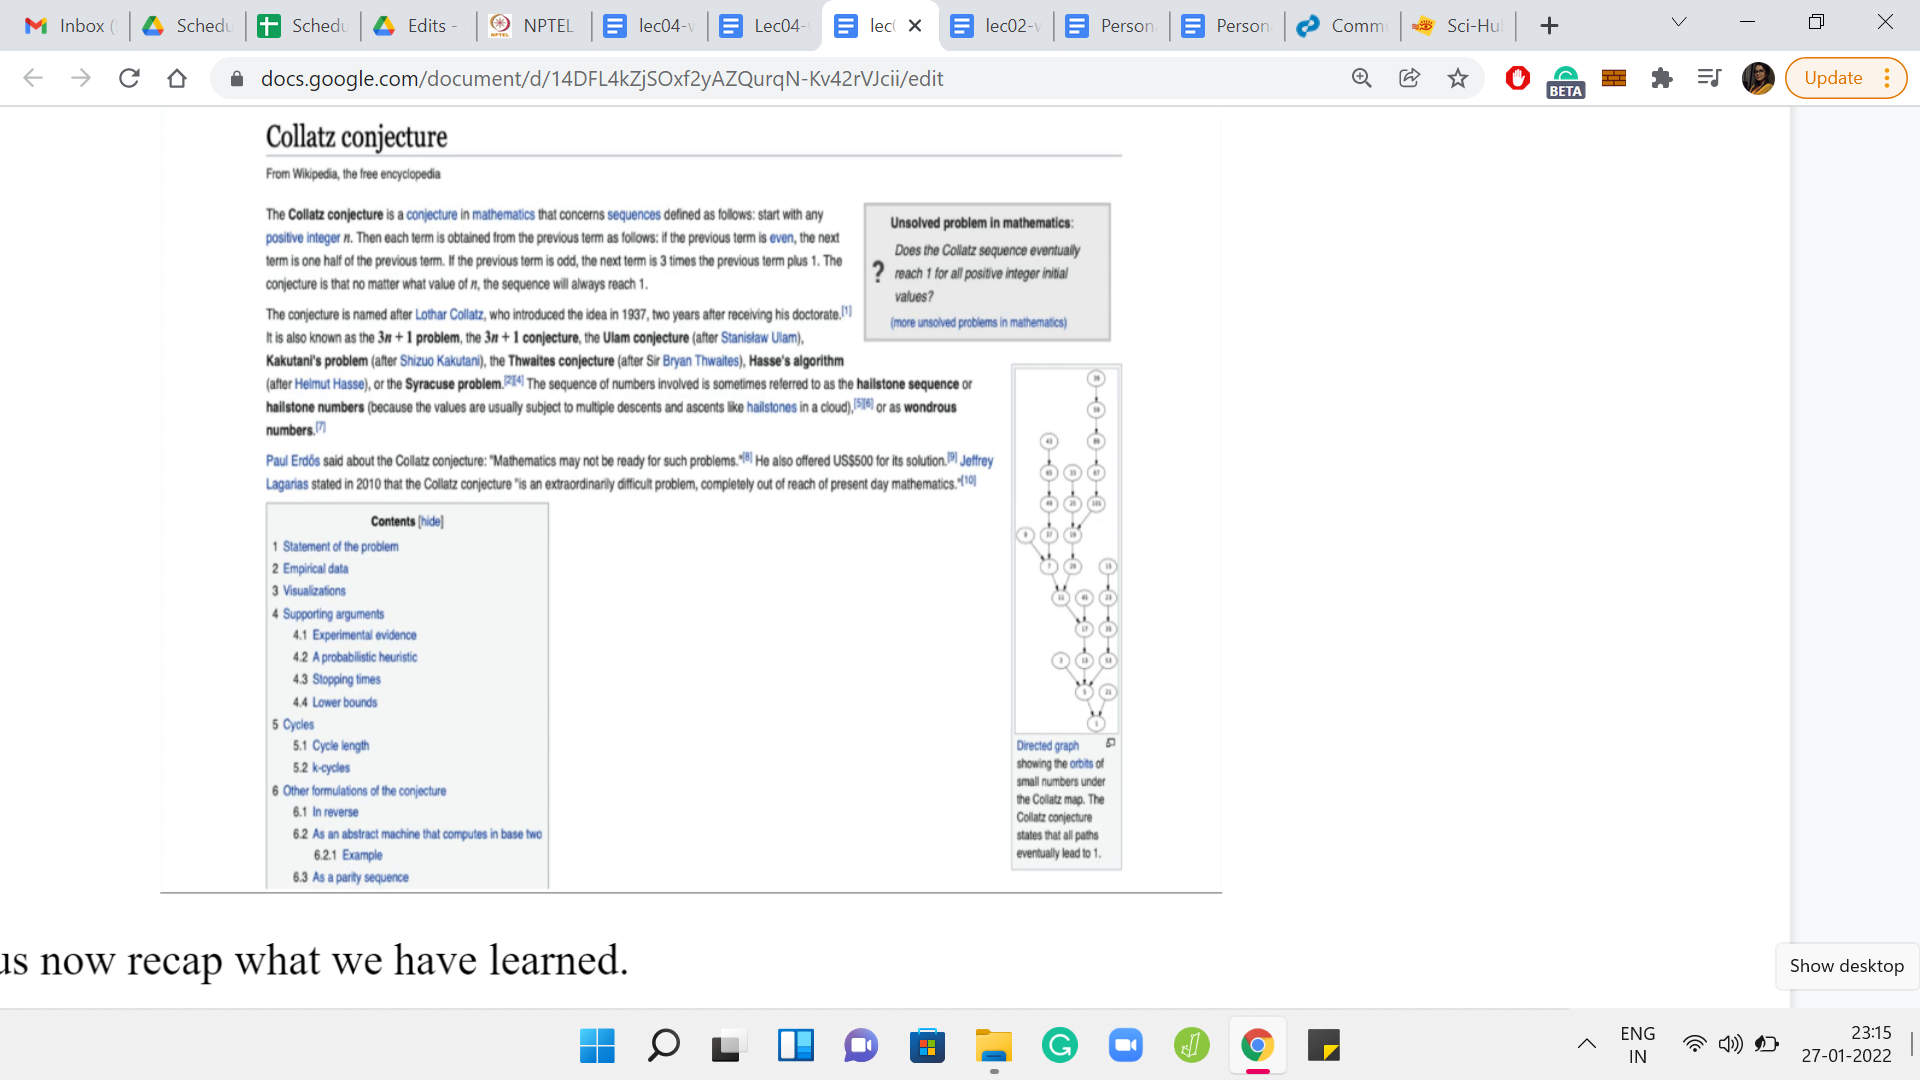 Inbox (
Schedu
Schedu
Edits -
NPTEL
lec04-v
Lec04-
lec
lec02-v
Person
Person
Comm
Sci-Hu
docs.google.com/document/d/14DFL4kZjSOxf2yAZQurqN-Kv42rVJcii/edit
BETA
Update
Collatz conjecture
From Wikipedia, the free encyclopedia
The Collatz conjecture is a conjecture in mathematics that concerns sequences defined as follows: start with any
positive integer n. Then each term is obtained from the previous term as follows: if the previous term is even, the next
term is one half of the previous term. If the previous term is odd, the next term is 3 times the previous term plus 1. The
conjecture is that no matter what value of n, the sequence will always reach 1.
Unsolved problem in mathematics:
Does the Collatz sequence eventually
? reach 1 for all positive integer initial
values?
(more unsolved problems in mathematics)
The conjecture is named after Lothar Collatz, who introduced the idea in 1937, two years after receiving his doctorate.[1]
It is also known as the 3n + 1 problem, the 3n + 1 conjecture, the Ulam conjecture (after Stanisław Ulam),
Kakutani's problem (after Shizuo Kakutani), the Thwaites conjecture (after Sir Bryan Thwaites), Hasse's algorithm
(after Helmut Hasse), or the Syracuse problem.[2][4] The sequence of numbers involved is sometimes referred to as the hailstone sequence or
hailstone numbers (because the values are usually subject to multiple descents and ascents like hailstones in a cloud),[5][6] or as wondrous
numbers.[7]
Paul Erdős said about the Collatz conjecture: "Mathematics may not be ready for such problems."[8] He also offered US$500 for its solution.[9] Jeffrey
Lagarias stated in 2010 that the Collatz conjecture "is an extraordinarily difficult problem, completely out of reach of present day mathematics."[10]
Contents [hide]
1 Statement of the problem
2 Empirical data
3 Visualizations
4 Supporting arguments
4.1 Experimental evidence
4.2 A probabilistic heuristic
4.3 Stopping times
4.4 Lower bounds
5 Cycles
5.1 Cycle length
5.2 k-cycles
6 Other formulations of the conjecture
6.1 In reverse
6.2 As an abstract machine that computes in base two
6.2.1 Example
6.3 As a parity sequence
Directed graph
showing the orbits of
small numbers under
the Collatz map. The
Collatz conjecture
states that all paths
eventually lead to 1.
us now recap what we have learned.
Show desktop
ENG
IN
23:15
27-01-2022